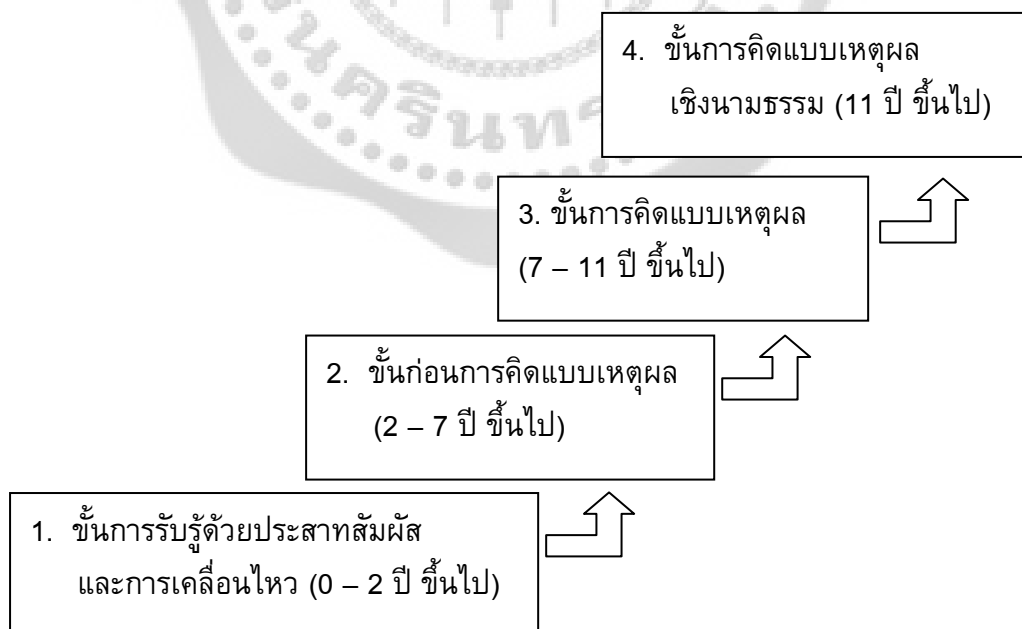 4. ขั้นการคิดแบบเหตุผล
เชิงนามธรรม (11 ปี ขึ้นไป)
3. ขั้นการคิดแบบเหตุผล
(7 – 11 ปี ขึ้นไป)
2. ขั้นก่อนการคิดแบบเหตุผล
(2 – 7 ปี ขึ้นไป)
1. ขั้นการรับรู้ด้วยประสาทสัมผัส
และการเคลื่อนไหว (0 – 2 ปี ขึ้นไป)